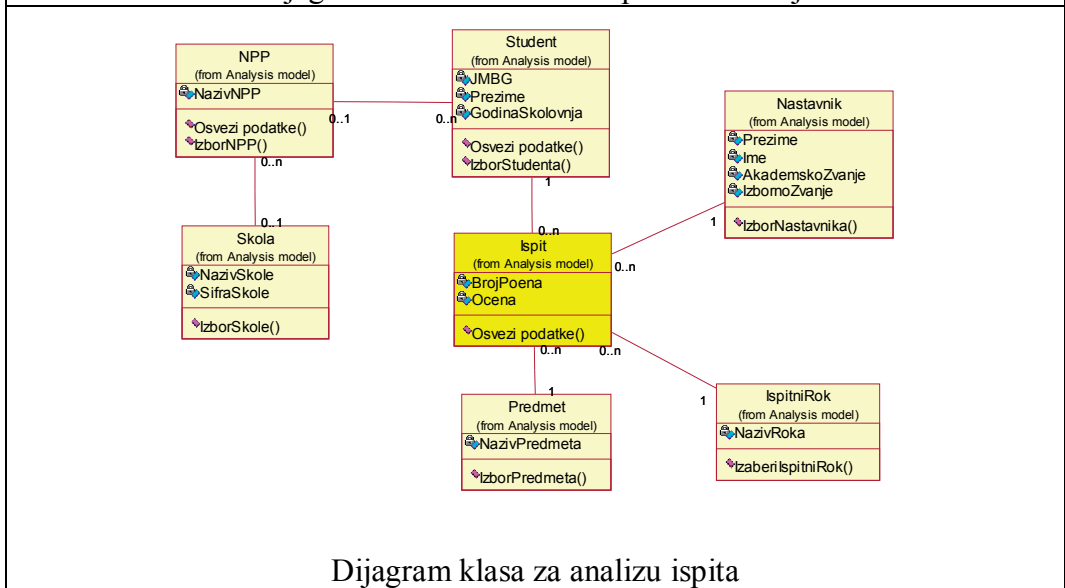 NPP
(from Analysis model)
NazivNPP
Osvezi podatke()
IzborNPP()
0..1
0..n
0..n
0..1
Student
(from Analysis model)
JMBG
Prezime
GodinaSkolovnja
Osvezi podatke()
IzborStudenta()
1
0..n
Nastavnik
(from Analysis model)
Prezime
Ime
AkademskoZvanje
IzbornoZvanje
IzborNastavnika()
1
0..n
Skola
(from Analysis model)
NazivSkole
SifraSkole
IzborSkole()
Ispit
(from Analysis model)
BrojPoena
Ocena
Osvezi podatke()
0..n
0..n
1
1
Predmet
(from Analysis model)
NazivPredmeta
IzborPredmeta()
IspitniRok
(from Analysis model)
NazivRoka
IzaberiIspitniRok()
Dijagram klasa za analizu ispita